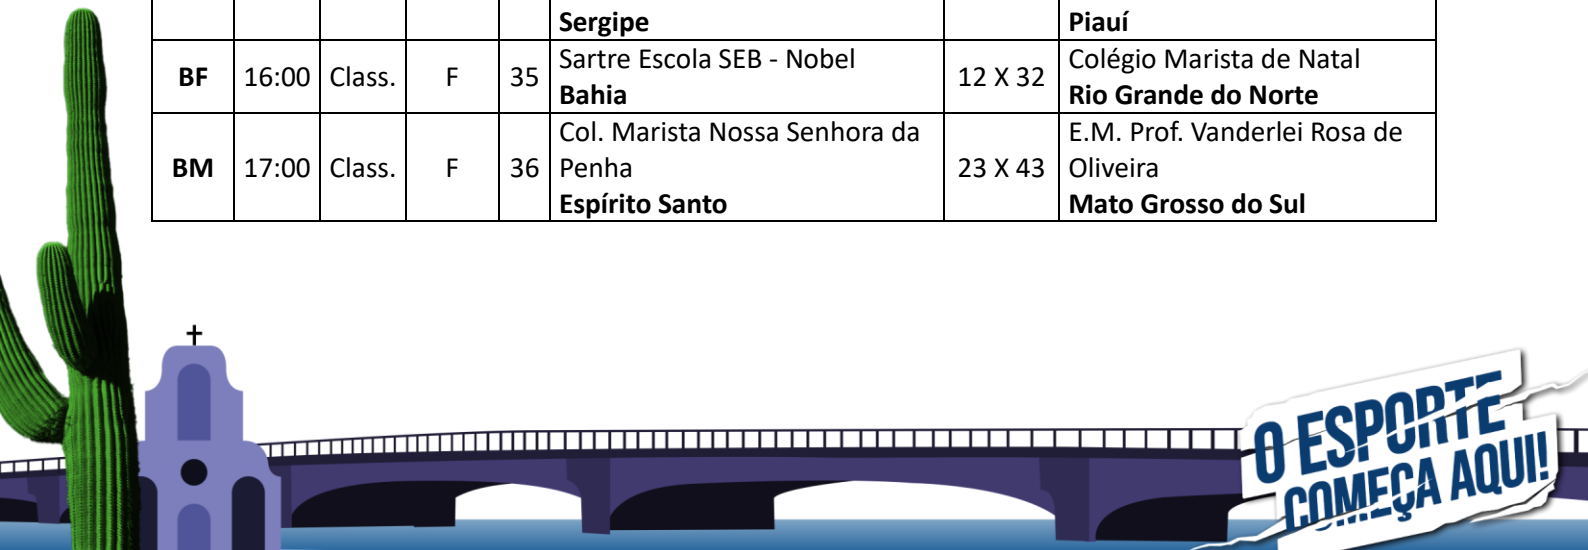 Sergipe Piauí
BF 16:00 Class. F 35 Sartre Escola SEB - Nobel 12 X 32 Colégio Marista de Natal
Bahia Rio Grande do Norte
BM 17:00 Class. F 36 Col. Marista Nossa Senhora da 23 X 43 E.M. Prof. Vanderlei Rosa de
Penha Oliveira
Espírito Santo Mato Grosso do Sul
O ESPORTE
COMEÇA AQUI!